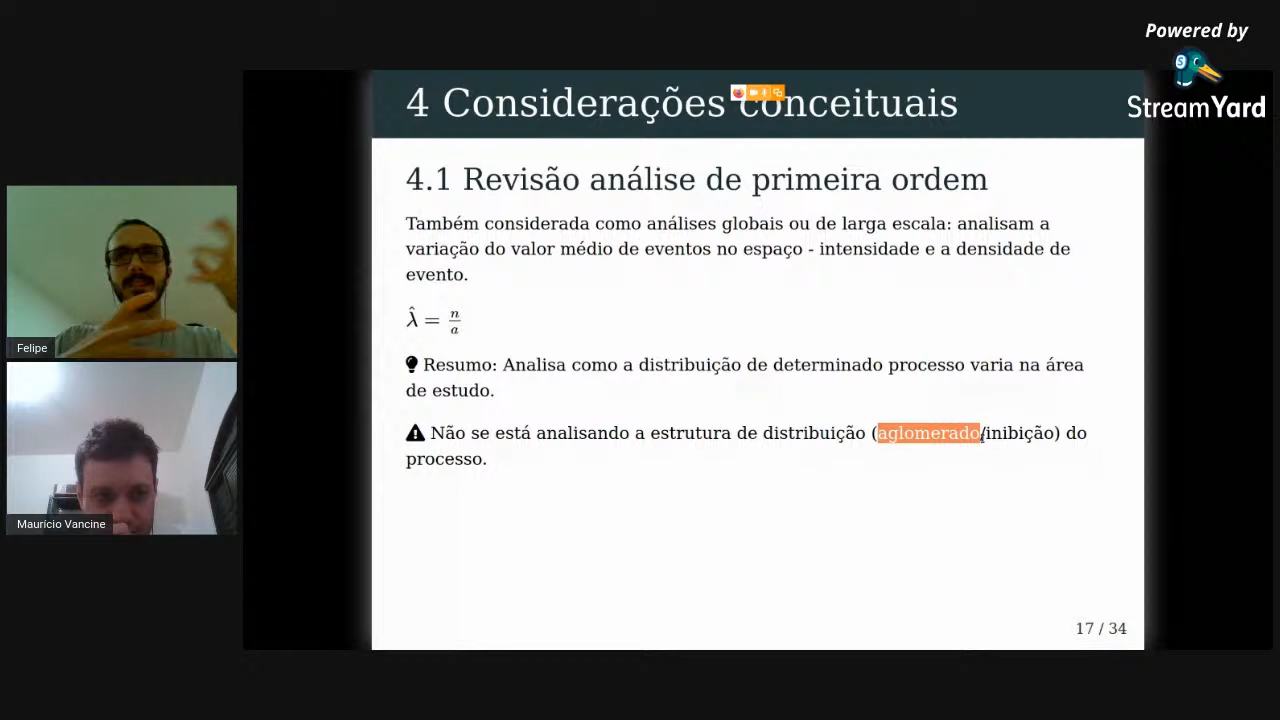 Powered by
StreamYard
4 Considerações conceituais
4.1 Revisão análise de primeira ordem
Também considerada como análises globais ou de larga escala: analisam a
variação do valor médio de eventos no espaço - intensidade e a densidade de
evento.
λ̂ = n/a
Resumo: Analisa como a distribuição de determinado processo varia na área
de estudo.
Não se está analisando a estrutura de distribuição (aglomerado/inibição) do
processo.
17 / 34
Felipe
Maurício Vancine